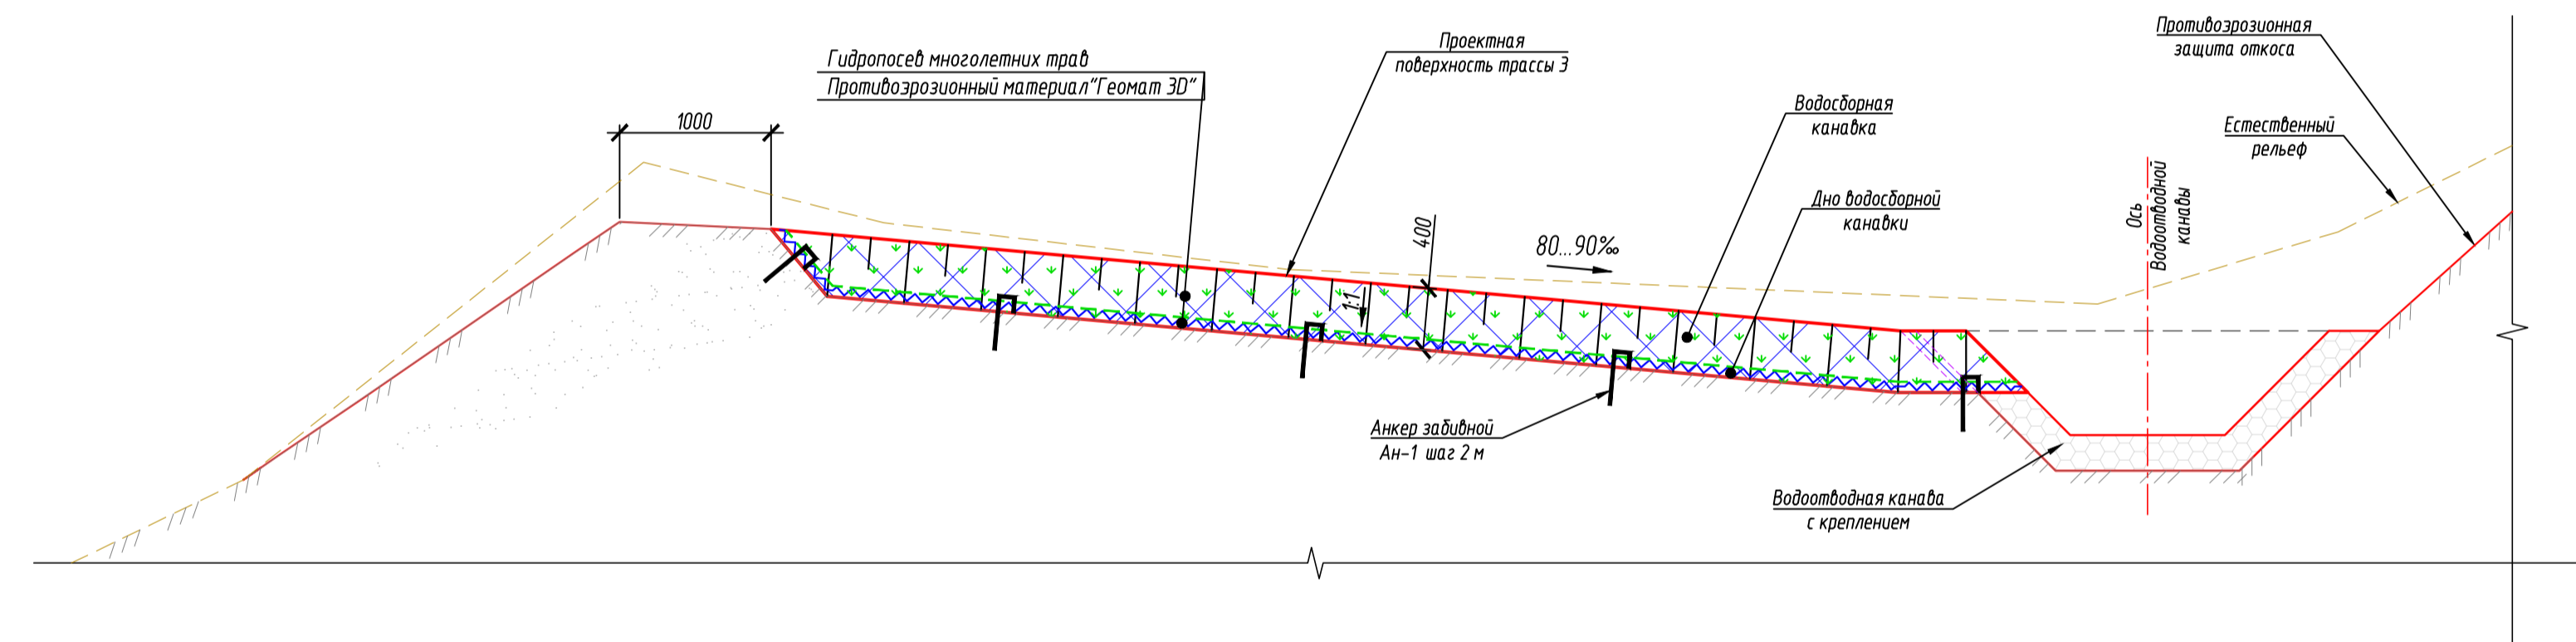 Противоэрозионная
защита откоса
Проектная
поверхность трассы 3
Гидропосев многолетних трав
Противоэрозионный материал"Геомат 3D"
Водосборная
канавка
1000
Естественный
рельеф
Дно водосборной
канавки
Ось
Водоотводной
канавы
400
80...90‰
1:1
Анкер забивной
Ан-1 шаг 2 м
Водоотводная канава
с креплением